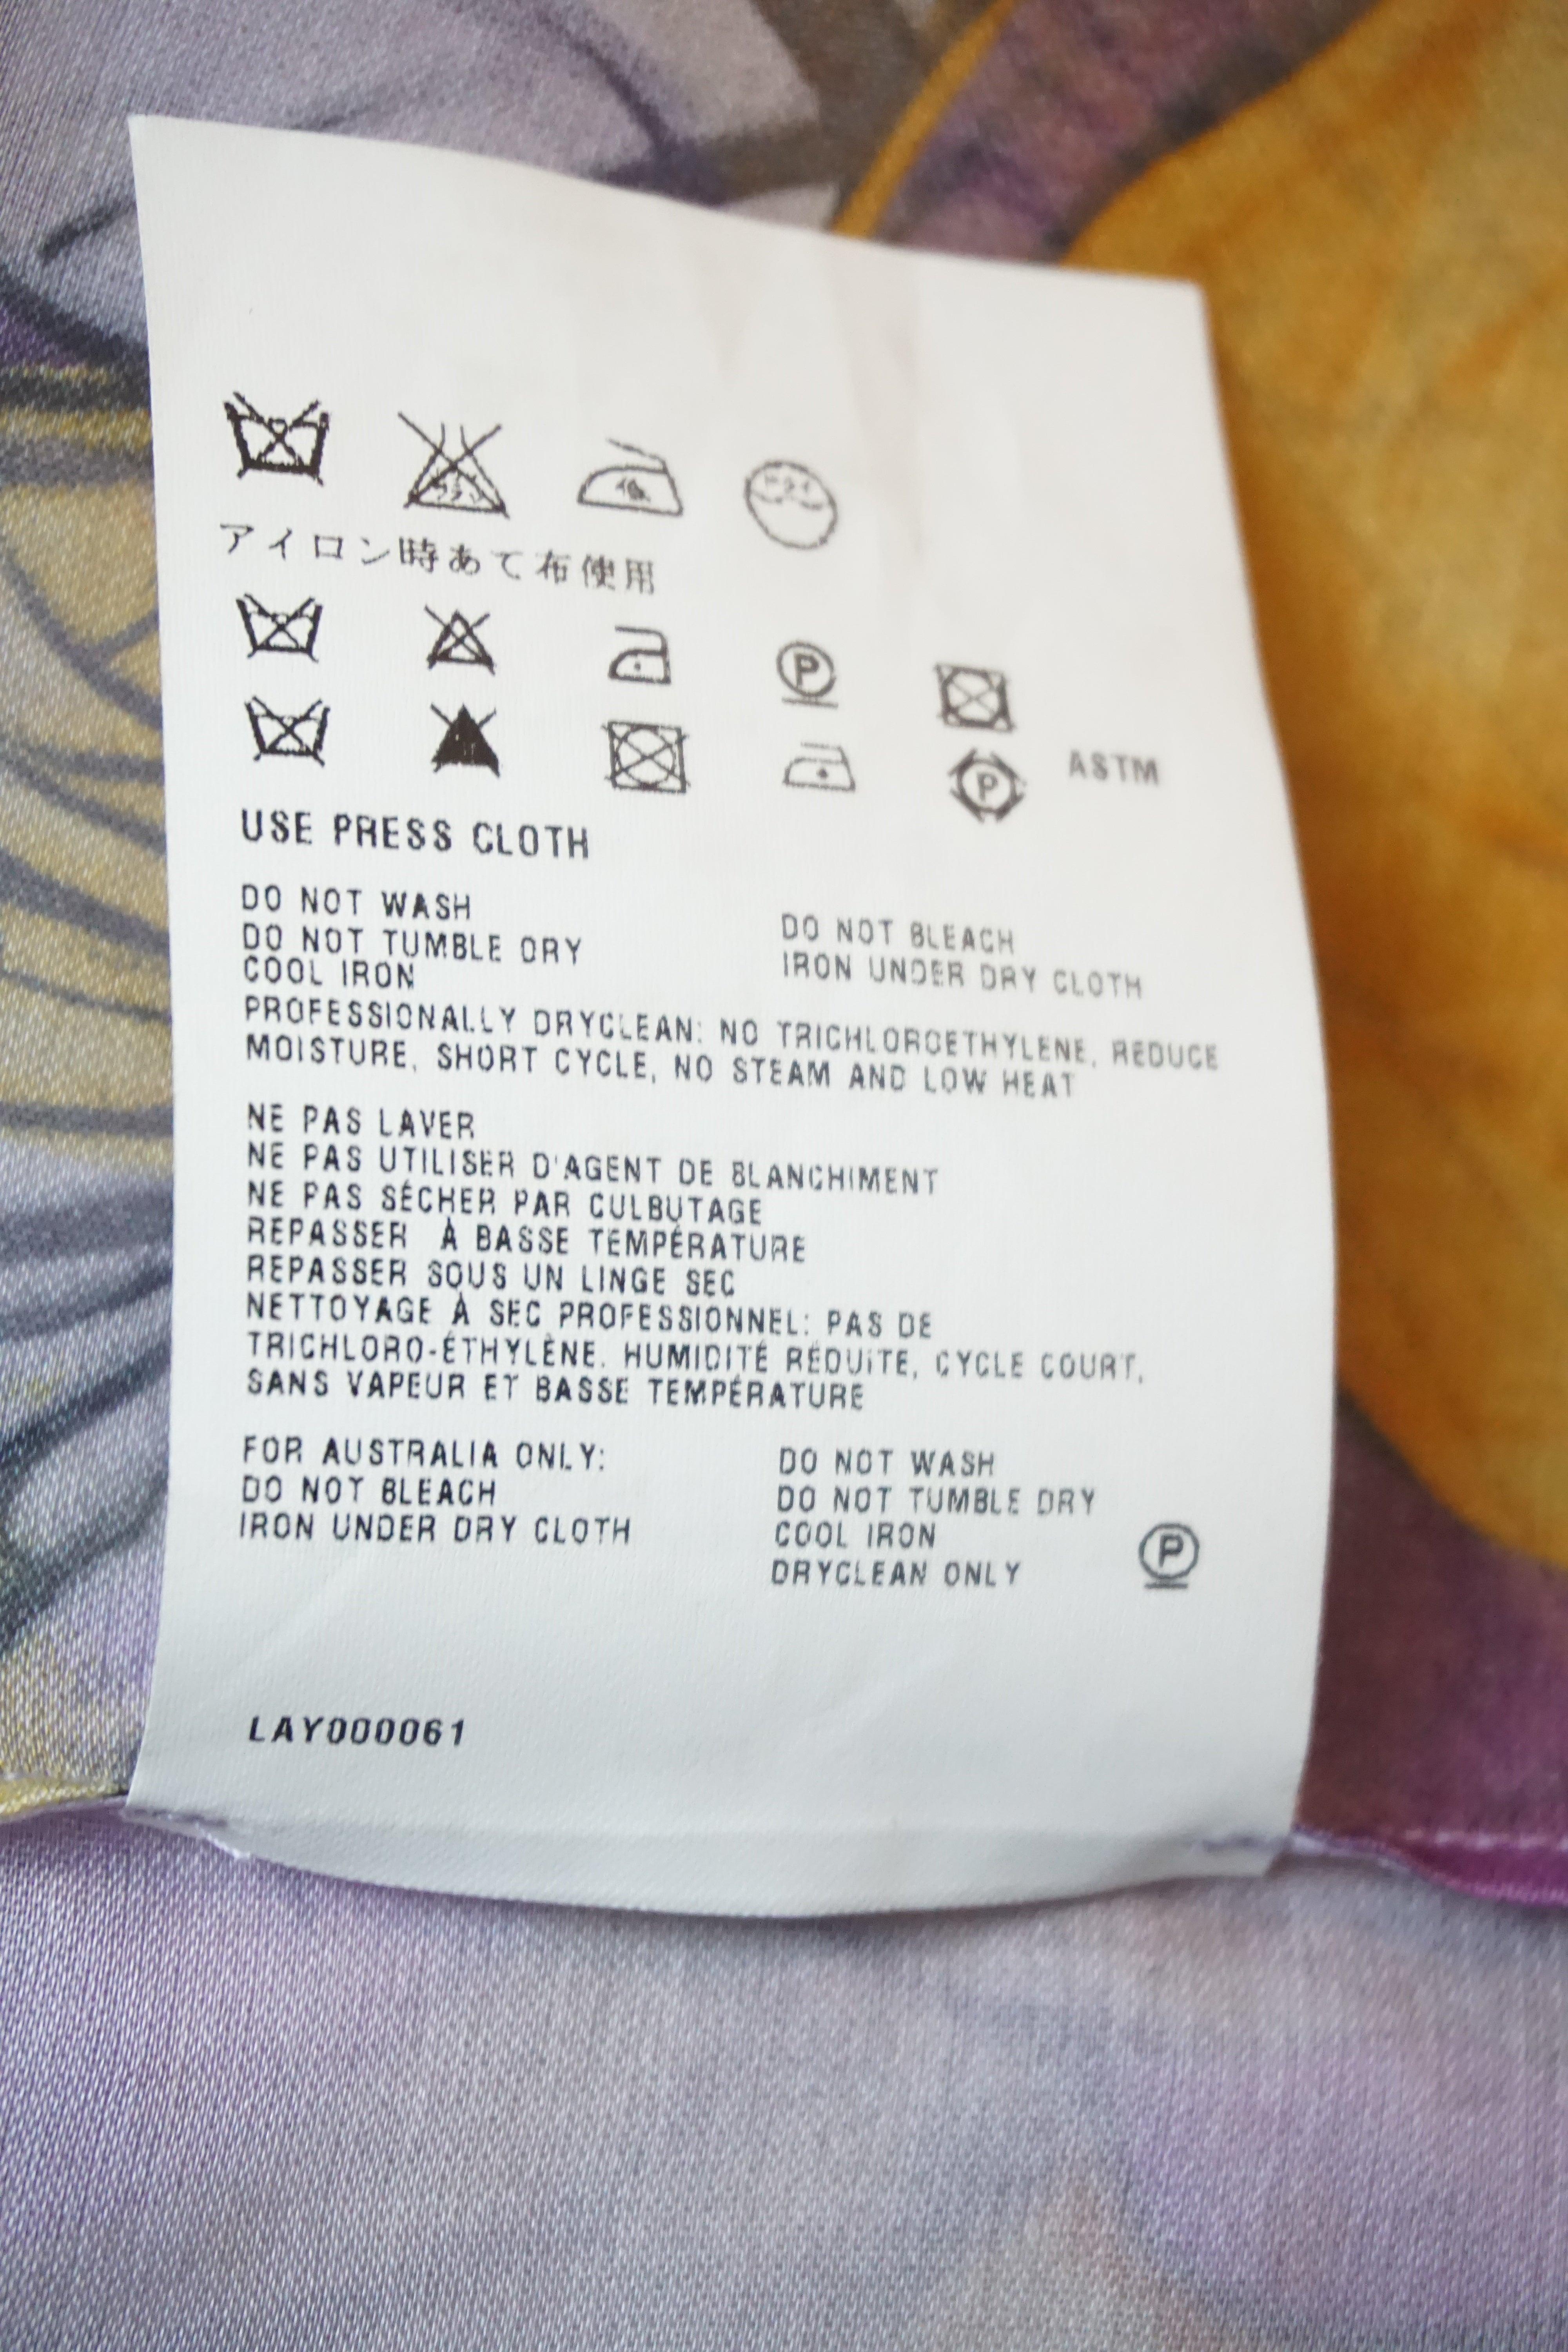 アイロン時あて布使用
P
P ASTM
USE PRESS CLOTH
DO NOT WASH
DO NOT BLEACH
DO NOT TUMBLE DRY
IRON UNDER DRY CLOTH
COOL IRON
PROFESSIONALLY DRYCLEAN: NO TRICHLOROETHYLENE, REDUCE
MOISTURE, SHORT CYCLE, NO STEAM AND LOW HEAT
NE PAS LAVER
NE PAS UTILISER D'AGENT DE BLANCHIMENT
NE PAS SÉCHER PAR CULBUTAGE
REPASSER À BASSE TEMPÉRATURE
REPASSER SOUS UN LINGE SEC
NETTOYAGE À SEC PROFESSIONNEL: PAS DE
TRICHLORO-ÉTHYLÈNE, HUMIDITÉ RÉDUITE, CYCLE COURT,
SANS VAPEUR ET BASSE TEMPÉRATURE
FOR AUSTRALIA ONLY:
DO NOT BLEACH
IRON UNDER DRY CLOTH
DO NOT WASH
DO NOT TUMBLE DRY
COOL IRON
DRYCLEAN ONLY
P
LAY000061